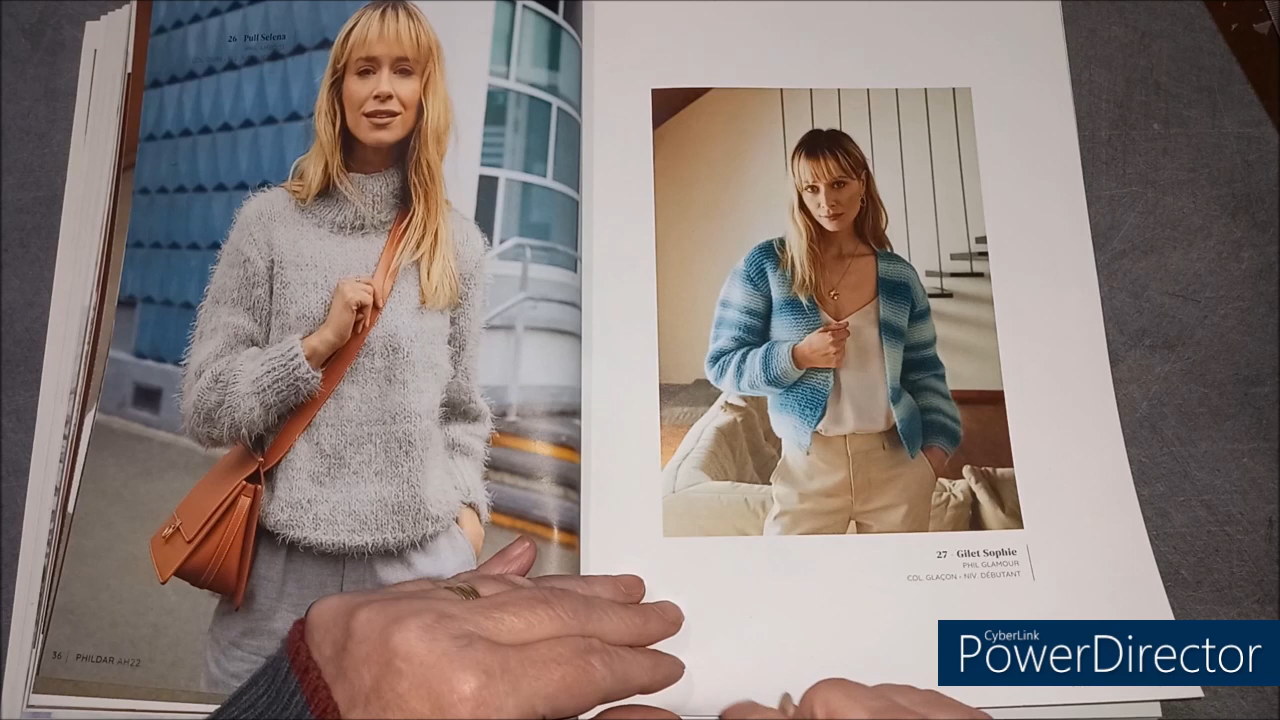 26 - Pull Selena
27 - Gilet Sophie
PHIL GLAMOUR
COL. GLAÇON - NIV. DÉBUTANT
36 | PHILDAR AH22
CyberLink
PowerDirector